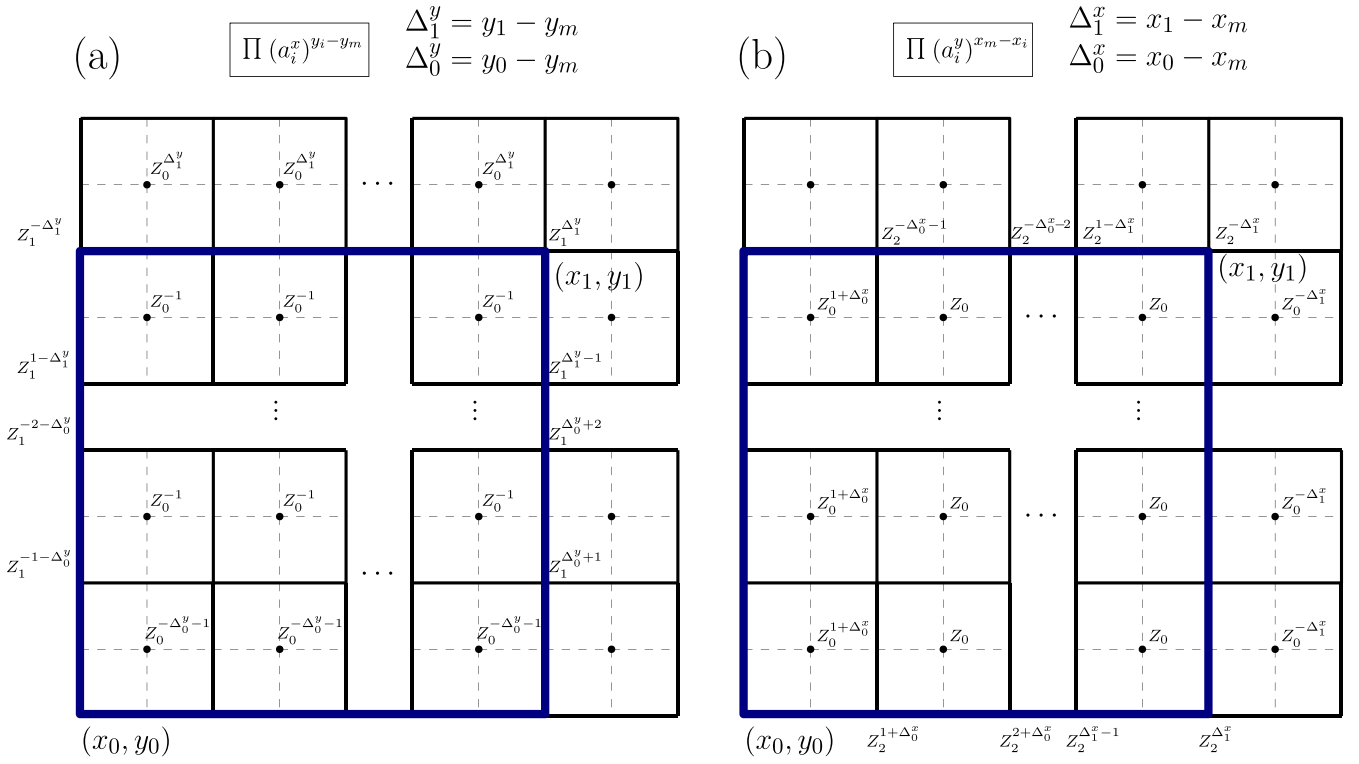 (a)
∏ (a_i^x)^{y_i−y_m}
Δ_1^y = y_1 − y_m
Δ_0^y = y_0 − y_m
Z_0^{Δ_1^y} Z_0^{Δ_1^y} ⋯ Z_0^{Δ_1^y}
Z_1^{−Δ_1^y} Z_1^{Δ_1^y}
(x_1, y_1)
Z_0^{−1} Z_0^{−1} Z_0^{−1}
Z_1^{1−Δ_1^y} Z_1^{Δ_1^y−1}
⋮ ⋮
Z_1^{−2−Δ_0^y} Z_1^{Δ_0^y+2}
Z_0^{−1} Z_0^{−1} Z_0^{−1}
Z_1^{−1−Δ_0^y} ⋯ Z_1^{Δ_0^y+1}
Z_0^{−Δ_0^y−1} Z_0^{−Δ_0^y−1} Z_0^{−Δ_0^y−1}
(x_0, y_0)
(b)
∏ (a_i^y)^{x_m−x_i}
Δ_1^x = x_1 − x_m
Δ_0^x = x_0 − x_m
Z_2^{−Δ_0^x−1} Z_2^{−Δ_0^x−2} Z_2^{1−Δ_1^x} Z_2^{−Δ_1^x}
(x_1, y_1)
Z_0^{1+Δ_0^x} Z_0 ⋯ Z_0 Z_0^{−Δ_1^x}
⋮ ⋮
Z_0^{1+Δ_0^x} Z_0 ⋯ Z_0 Z_0^{−Δ_1^x}
Z_0^{1+Δ_0^x} Z_0 Z_0 Z_0^{−Δ_1^x}
(x_0, y_0) Z_2^{1+Δ_0^x} Z_2^{2+Δ_0^x} Z_2^{Δ_1^x−1} Z_2^{Δ_1^x}